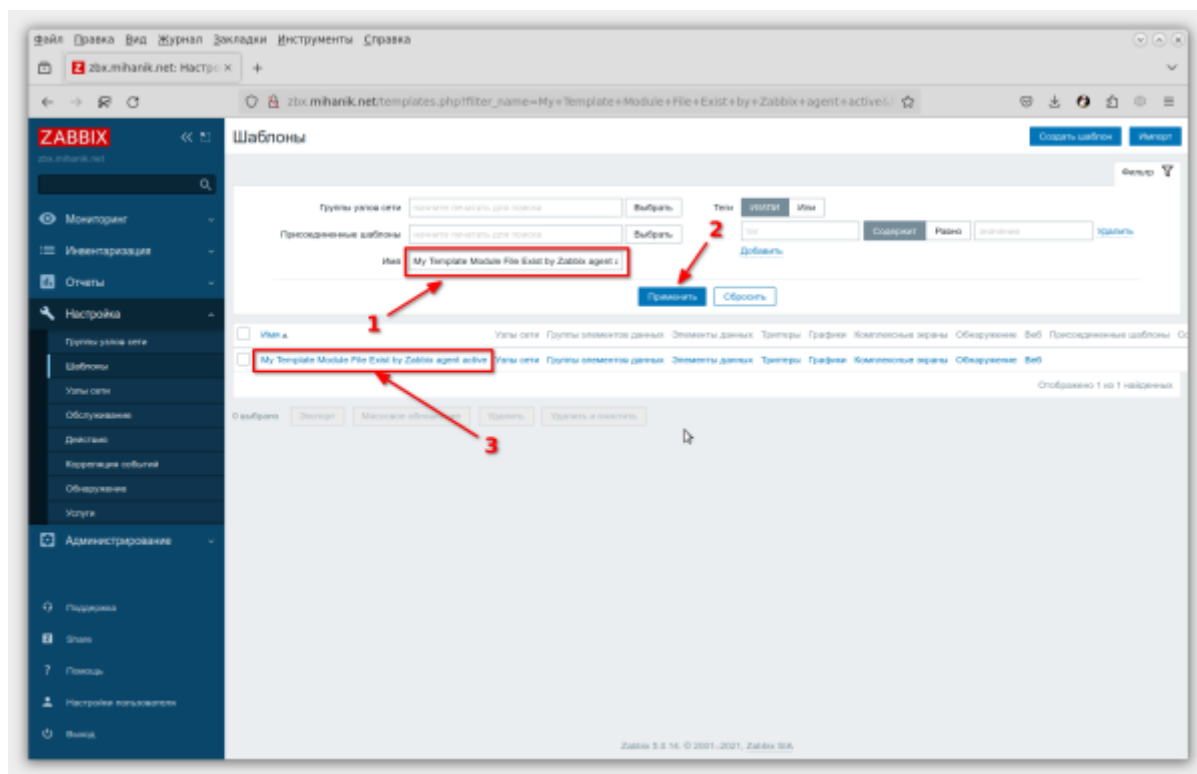 Файл Правка Вид Журнал Закладки Инструменты Справка
zbx.mihanik.net: Настро
zbx.mihanik.net/templates.php?filter_name=My+Template+Module+File+Exist+by+Zabbix+agent+active
ZABBIX
zbx.mihanik.net
Шаблоны
Создать шаблон Импорт
Фильтр
Группы узлов сети начните печатать для поиска Выбрать
Присоединенные шаблоны начните печатать для поиска Выбрать
Имя My Template Module File Exist by Zabbix agent a
Теги И/ИЛИ Или
тег Содержит Равно значение Удалить
Добавить
Применить Сбросить
1
2
3
Имя Узлы сети Группы элементов данных Элементы данных Триггеры Графики Комплексные экраны Обнаружение Веб Присоединенные шаблоны
My Template Module File Exist by Zabbix agent active Узлы сети Группы элементов данных Элементы данных Триггеры Графики Комплексные экраны Обнаружение Веб
Отображено 1 из 1 найденных
0 выбрано Экспорт Массовое обновление Удалить Удалить и очистить
Мониторинг
Инвентаризация
Отчеты
Настройка
Группы узлов сети
Шаблоны
Узлы сети
Обслуживание
Действия
Корреляция событий
Обнаружение
Услуги
Администрирование
Поддержка
Share
Помощь
Настройки пользователя
Выход
Zabbix 5.0.14. © 2001–2021, Zabbix SIA